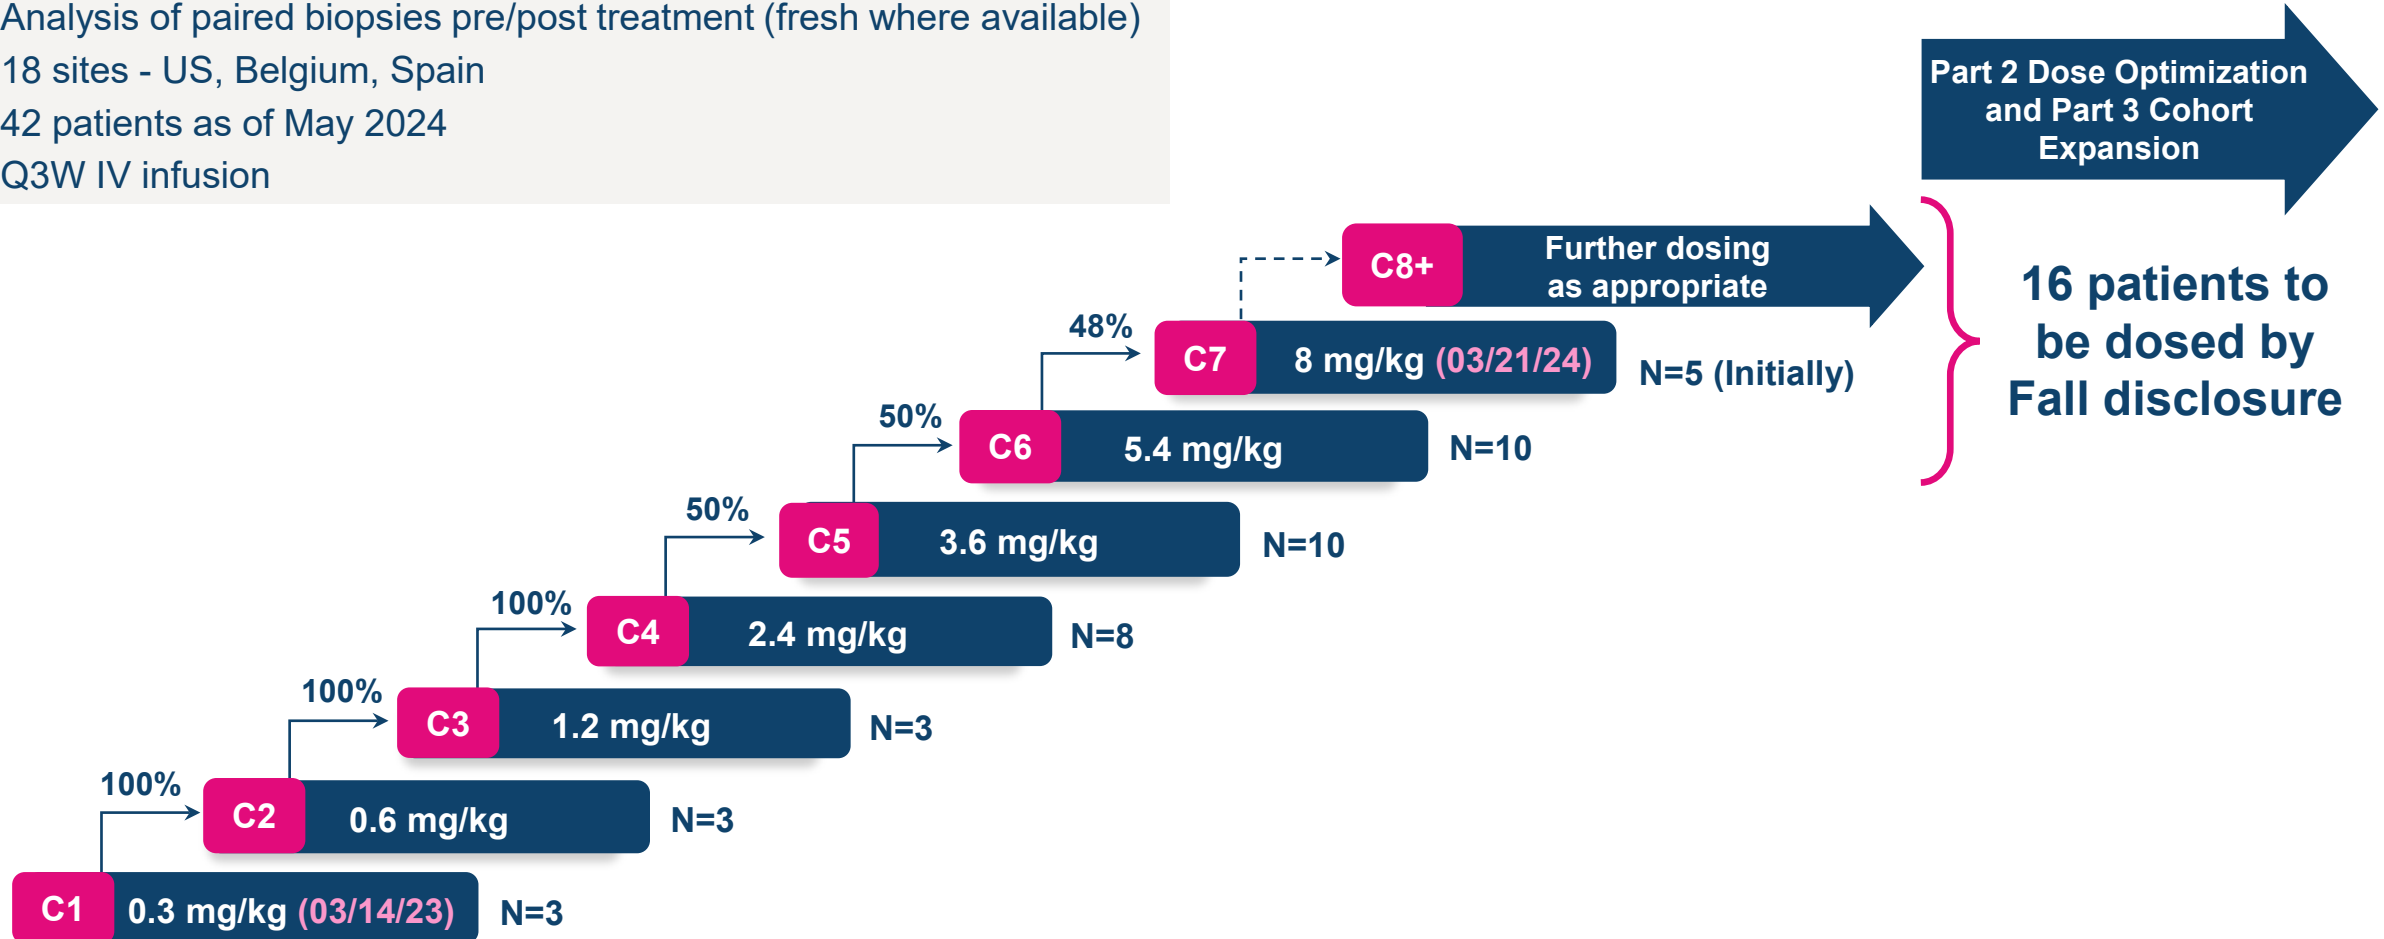 Analysis of paired biopsies pre/post treatment (fresh where available)
18 sites - US, Belgium, Spain
42 patients as of May 2024
Q3W IV infusion
Part 2 Dose Optimization
and Part 3 Cohort
Expansion
C8+
Further dosing
as appropriate
16 patients to
be dosed by
Fall disclosure
48%
C7
8 mg/kg (03/21/24)
N=5 (Initially)
50%
C6
5.4 mg/kg
N=10
50%
C5
3.6 mg/kg
N=10
100%
C4
2.4 mg/kg
N=8
100%
C3
1.2 mg/kg
N=3
100%
C2
0.6 mg/kg
N=3
C1
0.3 mg/kg (03/14/23)
N=3